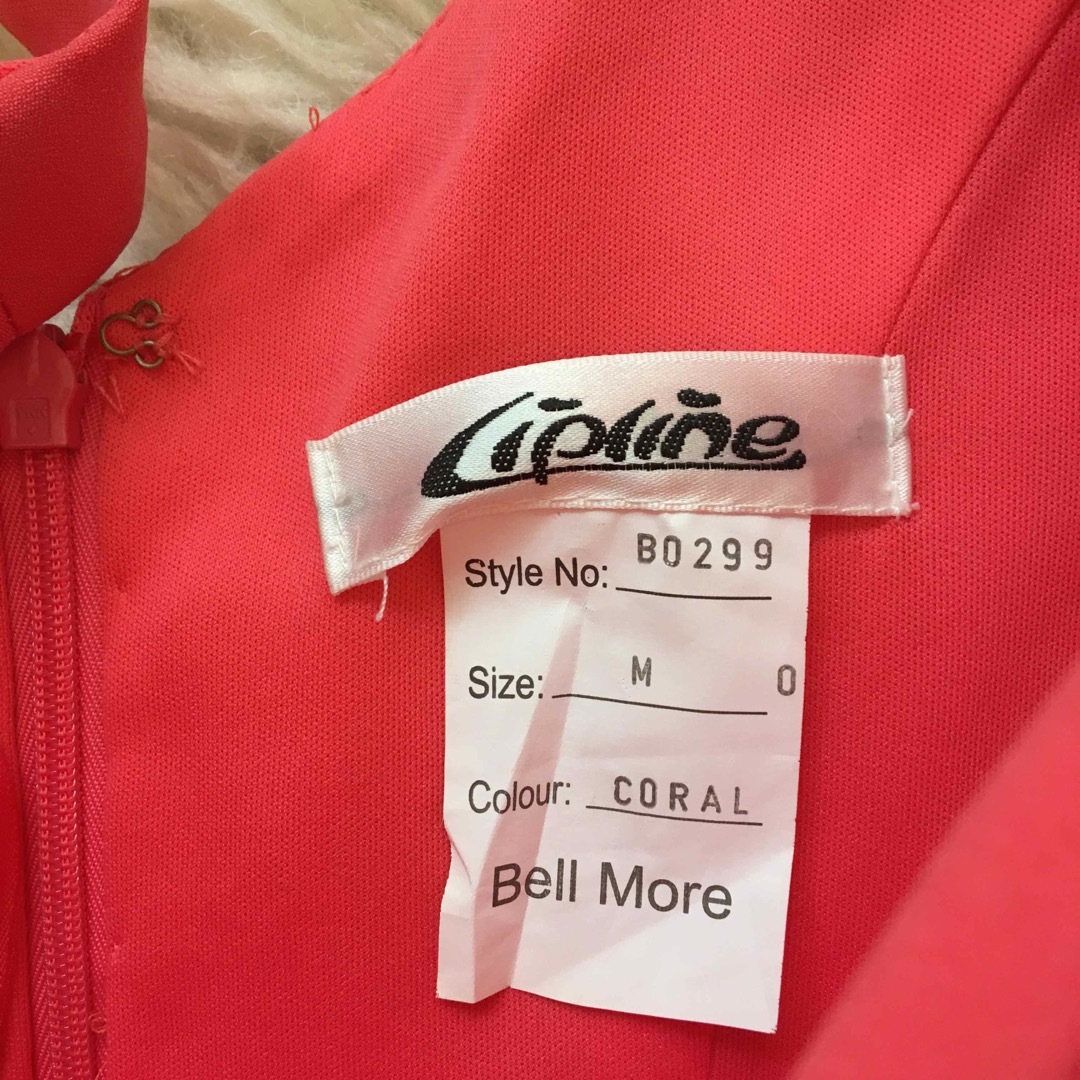 Lipline
Style No: B0299
Size: M 0
Colour: CORAL
Bell More